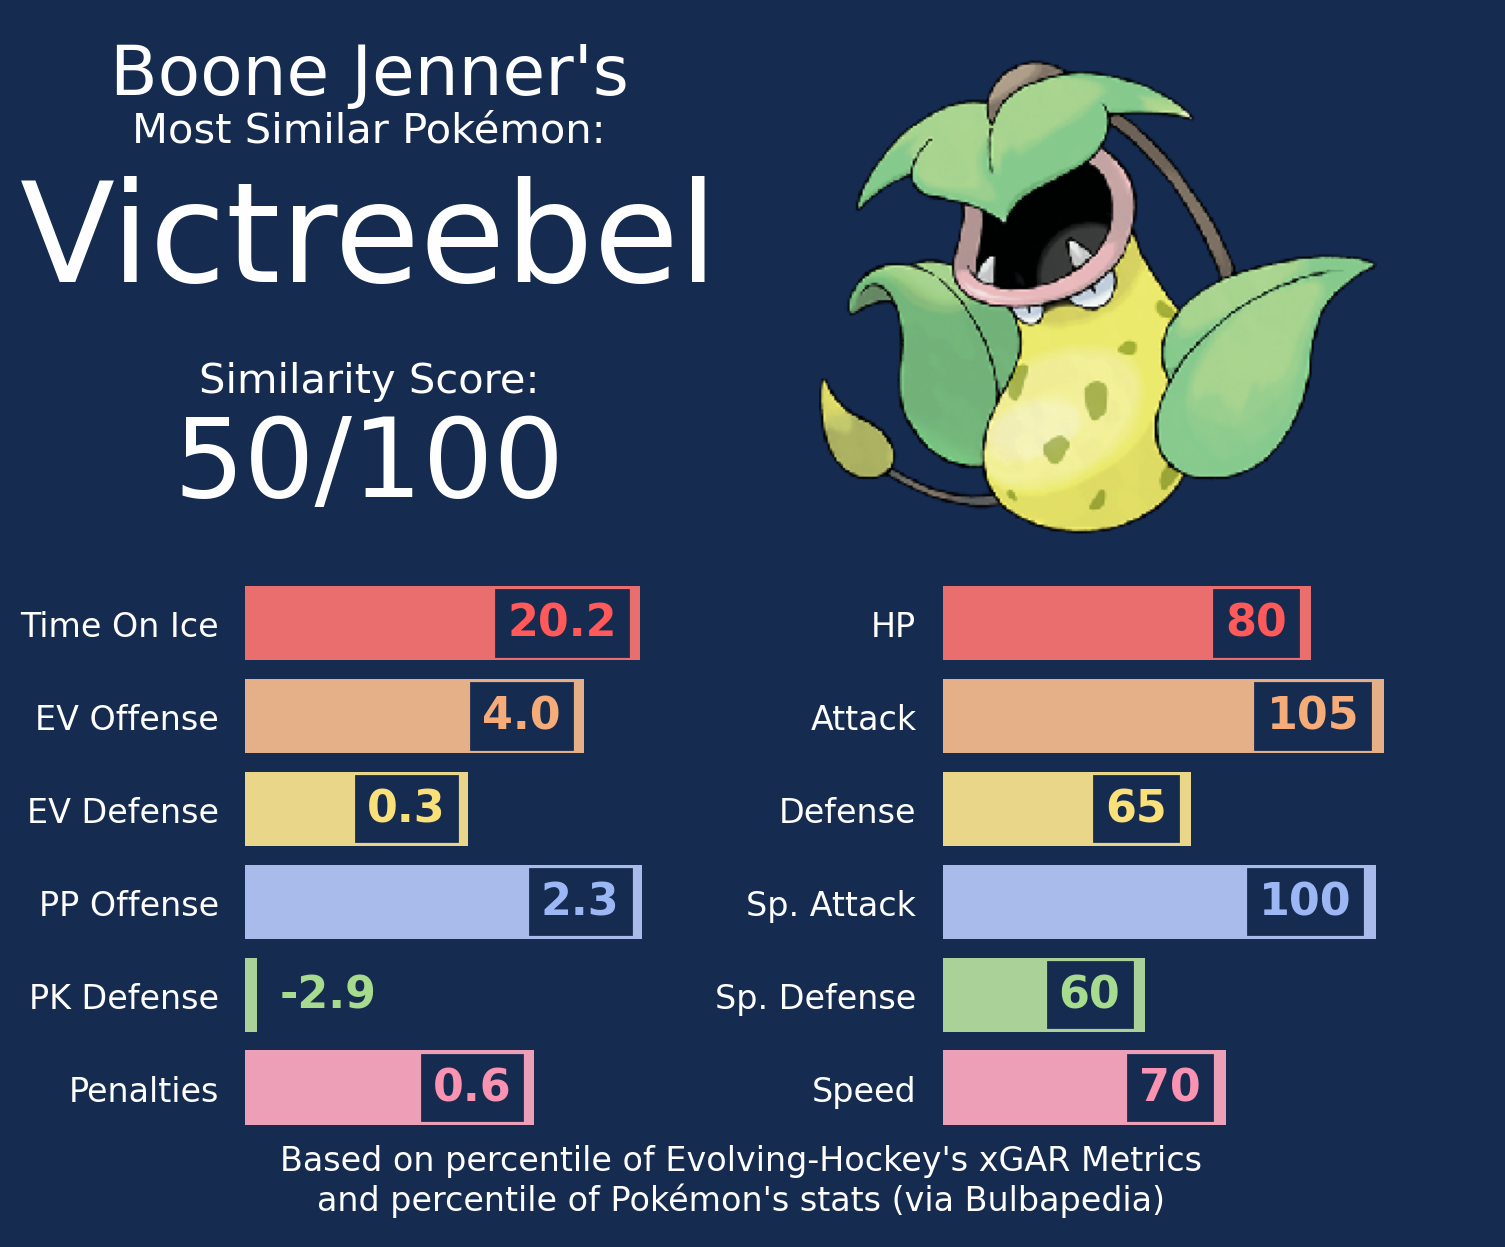 Boone Jenner's
Most Similar Pokémon:
Victreebel
Similarity Score:
50/100
Time On Ice 20.2
EV Offense 4.0
EV Defense 0.3
PP Offense 2.3
PK Defense -2.9
Penalties 0.6
HP 80
Attack 105
Defense 65
Sp. Attack 100
Sp. Defense 60
Speed 70
Based on percentile of Evolving-Hockey's xGAR Metrics
and percentile of Pokémon's stats (via Bulbapedia)